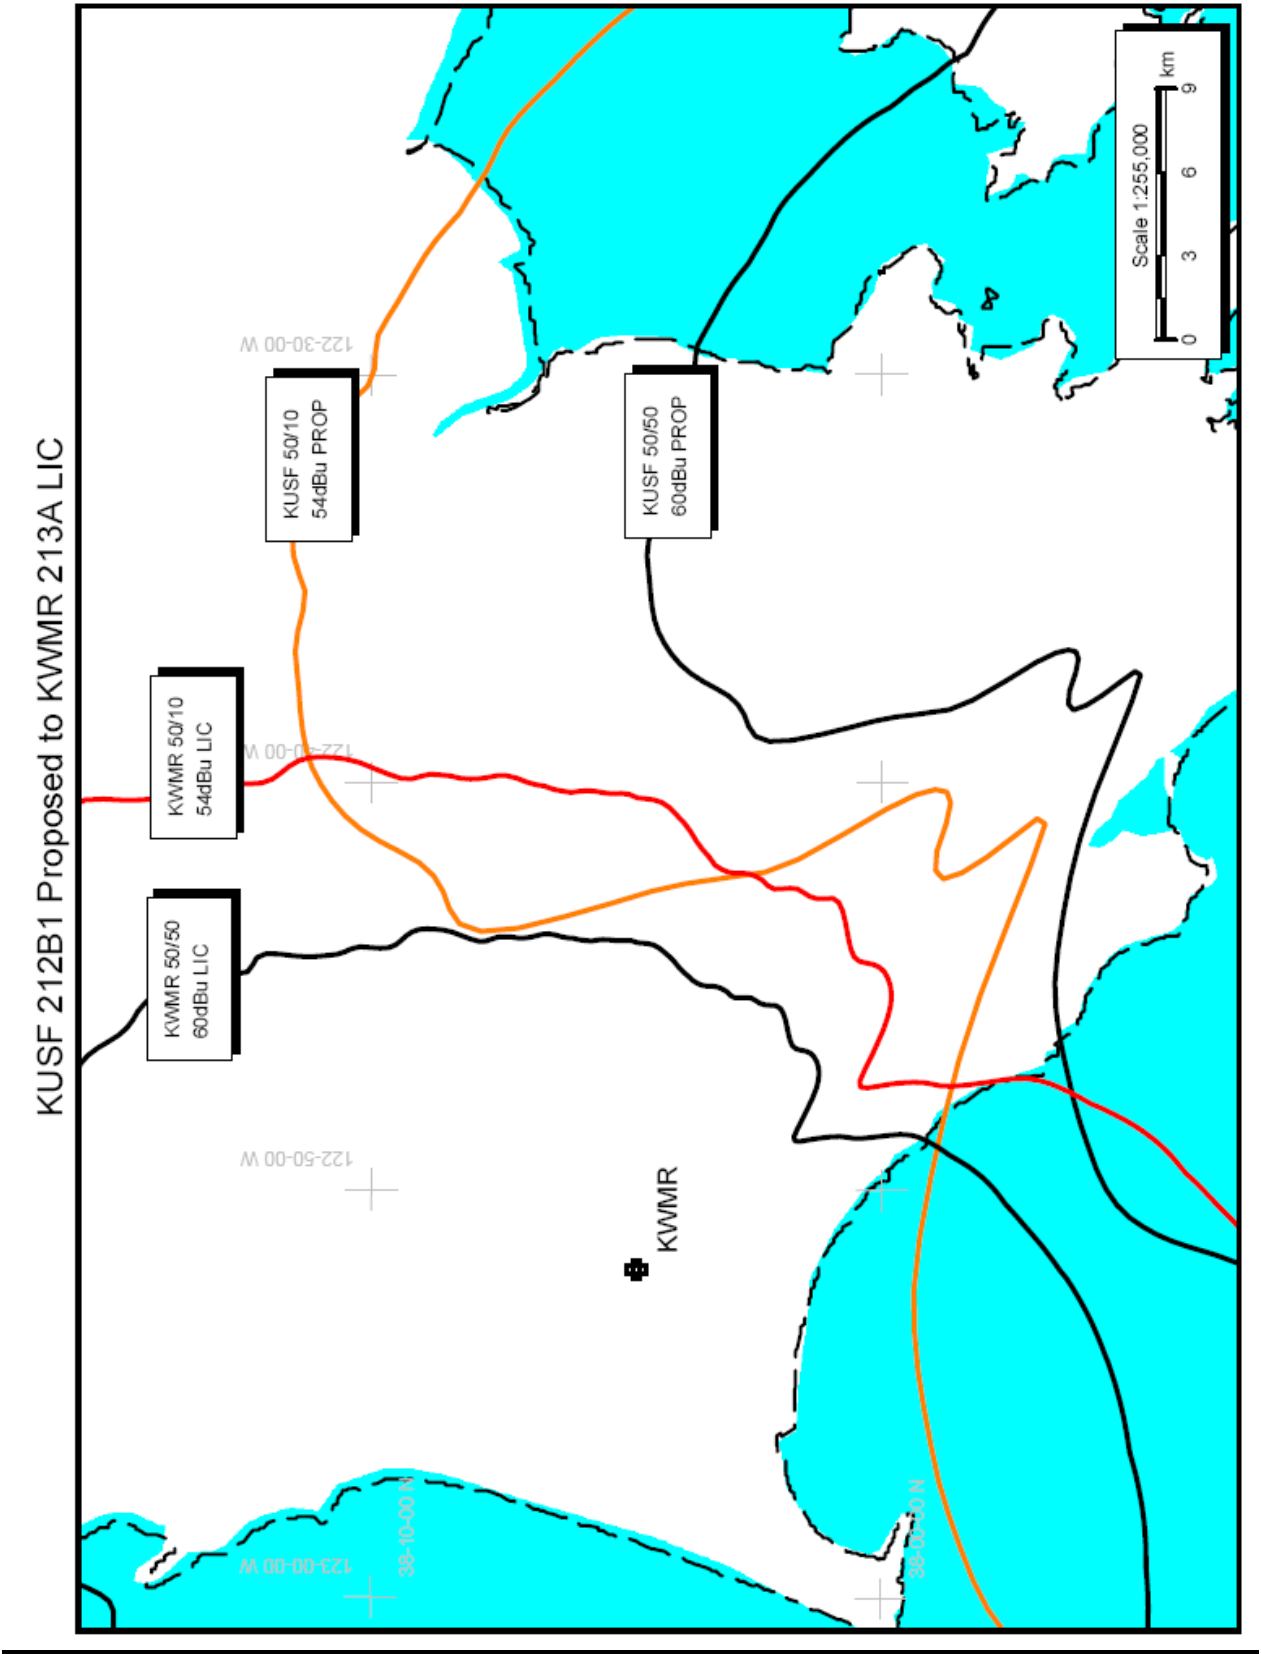 KUSF 212B1 Proposed to KWMR 213A LIC
KWMR 50/50
60dBu LIC
KWMR 50/10
54dBu LIC
KUSF 50/10
54dBu PROP
KUSF 50/50
60dBu PROP
123-00-00 W
122-50-00 W
122-40-00 W
122-30-00 W
38-10-00 N
38-00-00 N
KWMR
Scale 1:255,000
0 3 6 9 km